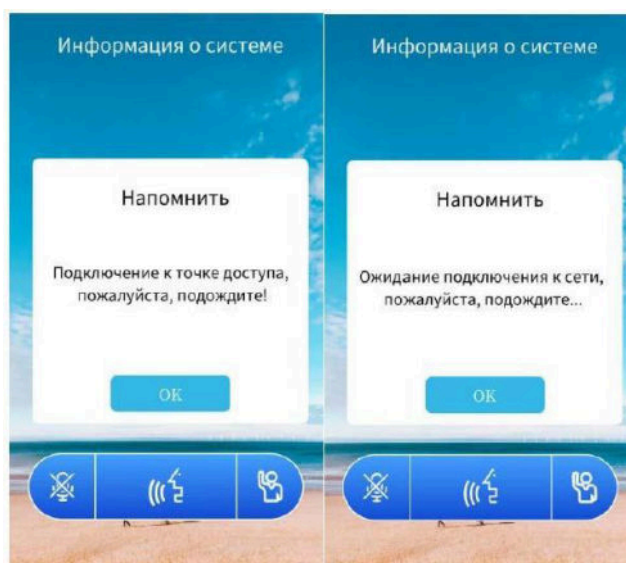 Информация о системе
Напомнить
Подключение к точке доступа,
пожалуйста, подождите!
OK
Информация о системе
Напомнить
Ожидание подключения к сети,
пожалуйста, подождите...
OK